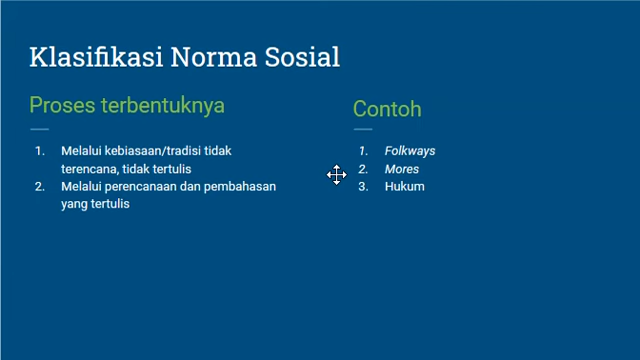 Klasifikasi Norma Sosial
Proses terbentuknya
1. Melalui kebiasaan/tradisi tidak
terencana, tidak tertulis
2. Melalui perencanaan dan pembahasan
yang tertulis
Contoh
1. Folkways
2. Mores
3. Hukum